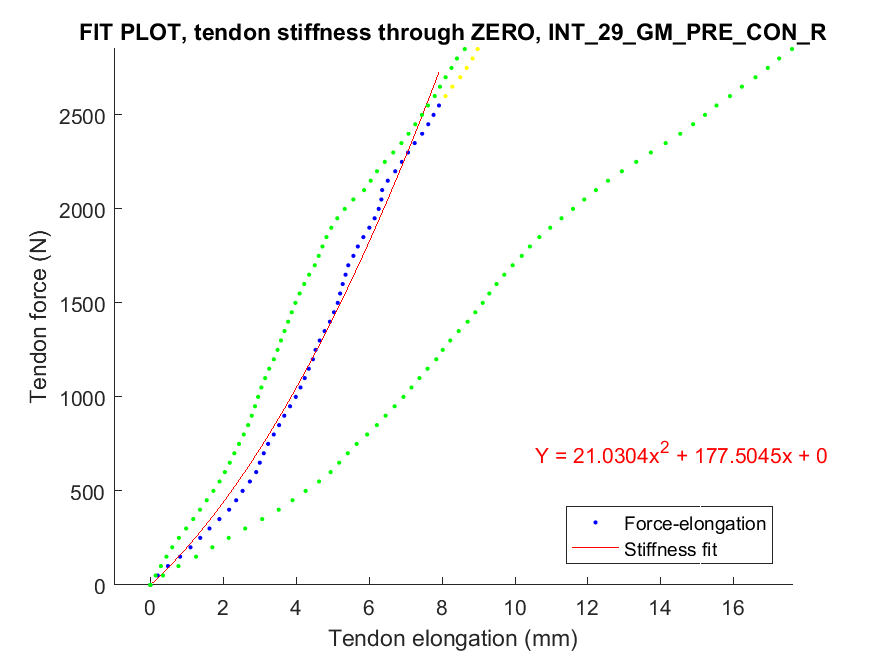 FIT PLOT, tendon stiffness through ZERO, INT_29_GM_PRE_CON_R
2500
2000
1500
1000
500
0
Tendon force (N)
Y = 21.0304x² + 177.5045x + 0
Force-elongation
Stiffness fit
0 2 4 6 8 10 12 14 16
Tendon elongation (mm)